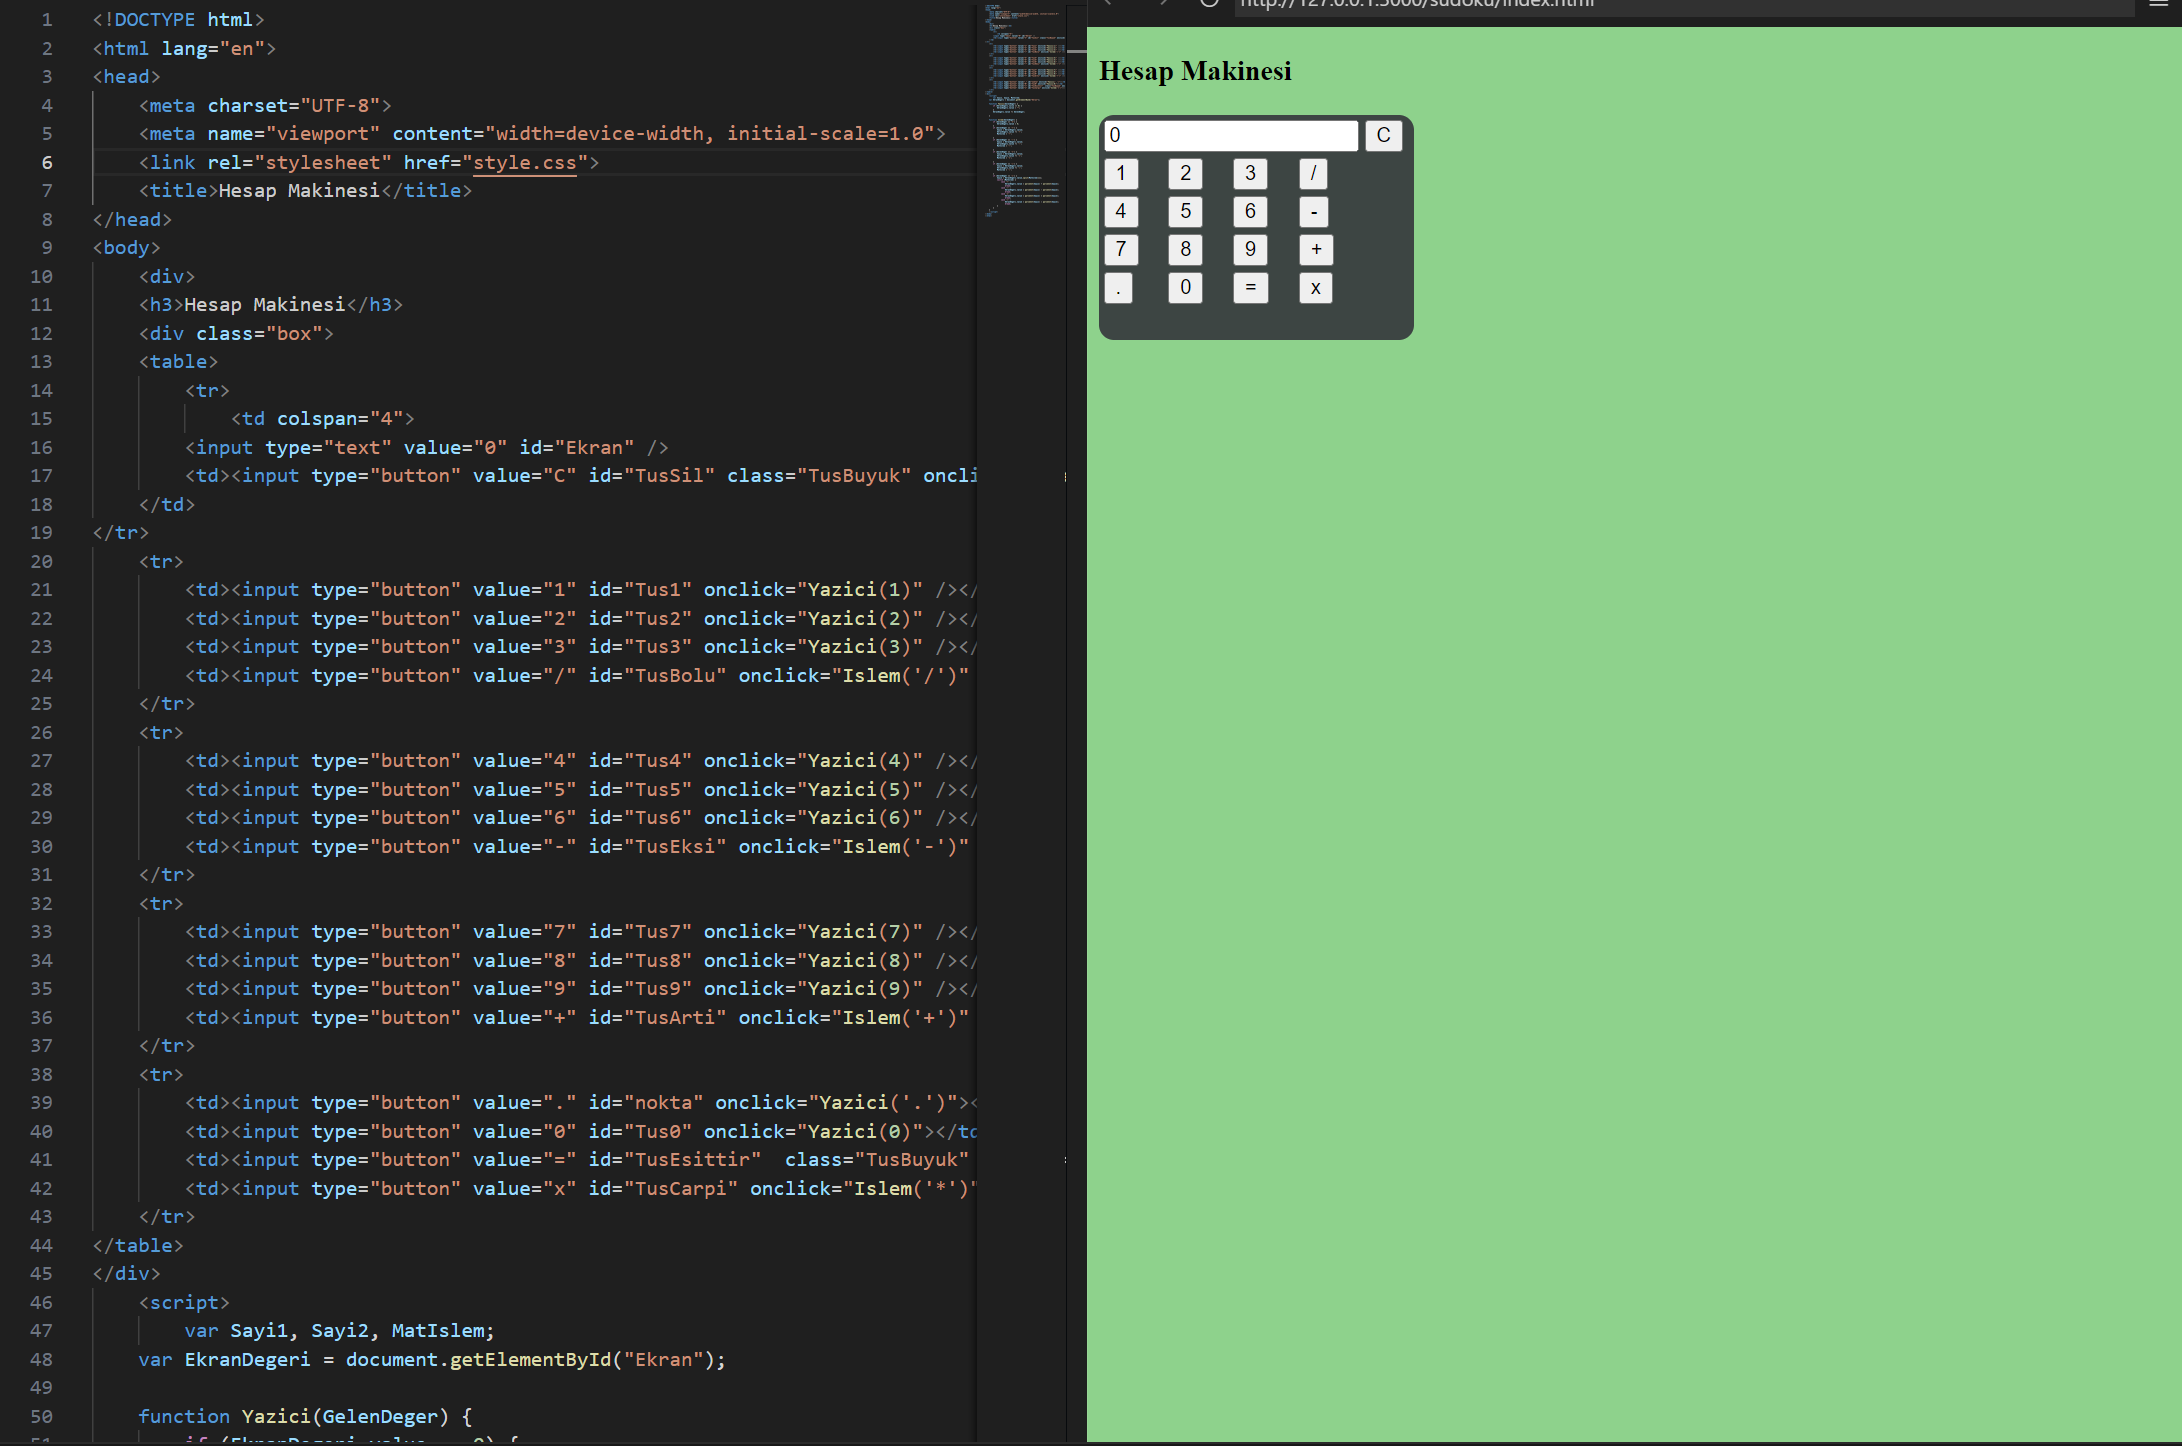 1 <!DOCTYPE html>
2 <html lang="en">
3 <head>
4 <meta charset="UTF-8">
5 <meta name="viewport" content="width=device-width, initial-scale=1.0">
6 <link rel="stylesheet" href="style.css">
7 <title>Hesap Makinesi</title>
8 </head>
9 <body>
10 <div>
11 <h3>Hesap Makinesi</h3>
12 <div class="box">
13 <table>
14 <tr>
15 <td colspan="4">
16 <input type="text" value="0" id="Ekran" />
17 <td><input type="button" value="C" id="TusSil" class="TusBuyuk" oncli
18 </td>
19 </tr>
20 <tr>
21 <td><input type="button" value="1" id="Tus1" onclick="Yazici(1)" /></
22 <td><input type="button" value="2" id="Tus2" onclick="Yazici(2)" /></
23 <td><input type="button" value="3" id="Tus3" onclick="Yazici(3)" /></
24 <td><input type="button" value="/" id="TusBolu" onclick="Islem('/')"
25 </tr>
26 <tr>
27 <td><input type="button" value="4" id="Tus4" onclick="Yazici(4)" /></
28 <td><input type="button" value="5" id="Tus5" onclick="Yazici(5)" /></
29 <td><input type="button" value="6" id="Tus6" onclick="Yazici(6)" /></
30 <td><input type="button" value="-" id="TusEksi" onclick="Islem('-')"
31 </tr>
32 <tr>
33 <td><input type="button" value="7" id="Tus7" onclick="Yazici(7)" /></
34 <td><input type="button" value="8" id="Tus8" onclick="Yazici(8)" /></
35 <td><input type="button" value="9" id="Tus9" onclick="Yazici(9)" /></
36 <td><input type="button" value="+" id="TusArti" onclick="Islem('+')"
37 </tr>
38 <tr>
39 <td><input type="button" value="." id="nokta" onclick="Yazici('.')"><
40 <td><input type="button" value="0" id="Tus0" onclick="Yazici(0)"></td
41 <td><input type="button" value="=" id="TusEsittir"  class="TusBuyuk"
42 <td><input type="button" value="x" id="TusCarpi" onclick="Islem('*')"
43 </tr>
44 </table>
45 </div>
46 <script>
47 var Sayi1, Sayi2, MatIslem;
48 var EkranDegeri = document.getElementById("Ekran");
49
50 function Yazici(GelenDeger) {
http://127.0.0.1:3000/sudoku/index.html
Hesap Makinesi
0 C
1 2 3 /
4 5 6 -
7 8 9 +
. 0 = x